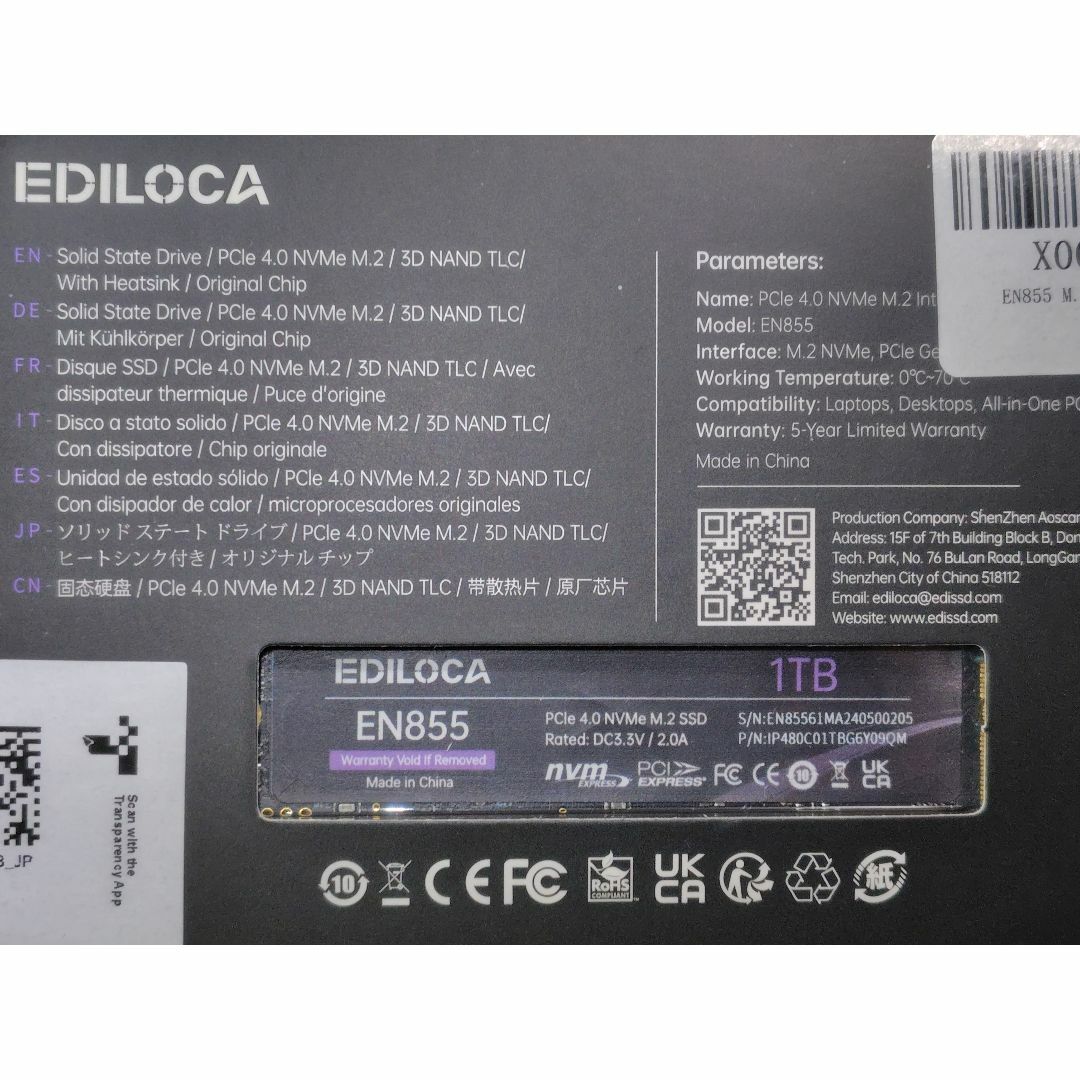 EDILOCA
EN - Solid State Drive / PCIe 4.0 NVMe M.2 / 3D NAND TLC/
With Heatsink / Original Chip
DE - Solid State Drive / PCIe 4.0 NVMe M.2 / 3D NAND TLC/
Mit Kühlkörper / Original Chip
FR - Disque SSD / PCIe 4.0 NVMe M.2 / 3D NAND TLC / Avec
dissipateur thermique / Puce d'origine
IT - Disco a stato solido / PCIe 4.0 NVMe M.2 / 3D NAND TLC/
Con dissipatore / Chip originale
ES - Unidad de estado sólido / PCIe 4.0 NVMe M.2 / 3D NAND TLC/
Con disipador de calor / microprocesadores originales
JP - ソリッド ステート ドライブ / PCIe 4.0 NVMe M.2 / 3D NAND TLC/
ヒートシンク付き / オリジナル チップ
CN - 固态硬盘 / PCIe 4.0 NVMe M.2 / 3D NAND TLC / 带散热片 / 原厂芯片
Parameters:
Name: PCIe 4.0 NVMe M.2 Int
Model: EN855
Interface: M.2 NVMe, PCIe Ge
Working Temperature: 0℃~70℃
Compatibility: Laptops, Desktops, All-in-One PC
Warranty: 5-Year Limited Warranty
Made in China
X00
EN855 M.
Production Company: ShenZhen Aoscar
Address: 15F of 7th Building Block B, Don
Tech. Park, No. 76 BuLan Road, LongGan
Shenzhen City of China 518112
Email: ediloca@edissd.com
Website: www.edissd.com
EDILOCA
1TB
EN855
Warranty Void If Removed
Made in China
PCIe 4.0 NVMe M.2 SSD
Rated: DC3.3V / 2.0A
S/N:EN85561MA240500205
P/N:IP480C01TBG6Y09QM
nvm EXPRESS PCI EXPRESS FC CE 10 UK CA
Scan with the
Transparency App
_JP
10 CE FC RoHS COMPLIANT UK CA 紙